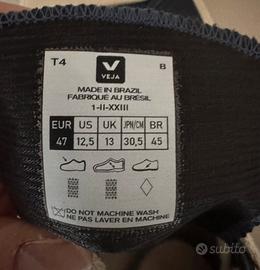 T4
V
B
VEJA
MADE IN BRAZIL
FABRIQUÉ AU BRÉSIL
1-II-XXIII
EUR US UK JPN/CM BR
47 12,5 13 30,5 45
DO NOT MACHINE WASH
NE PAS LAVER EN MACHINE
subito